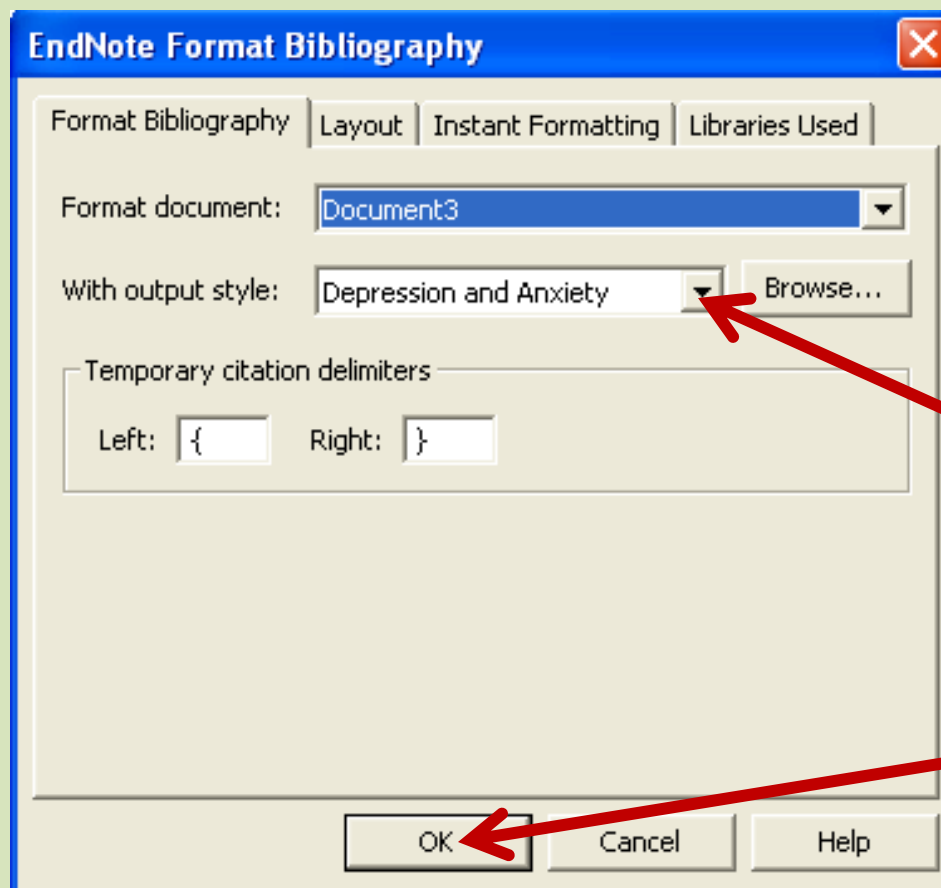 EndNote Format Bibliography
Format Bibliography Layout Instant Formatting Libraries Used
Format document: Document3
With output style: Depression and Anxiety Browse...
Temporary citation delimiters
Left: { Right: }
OK Cancel Help